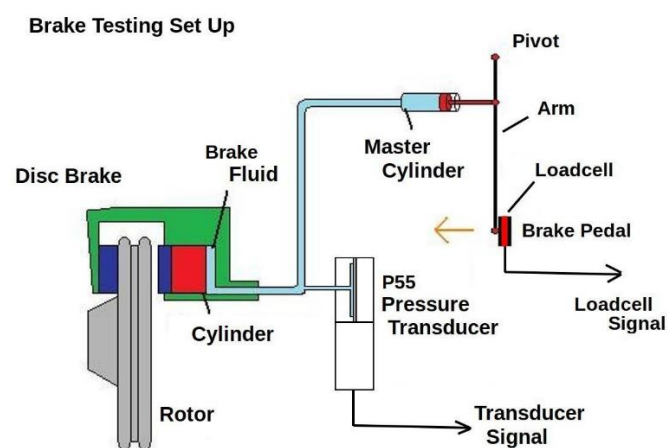 Brake Testing Set Up
Pivot
Arm
Master
Cylinder
Loadcell
Brake
Fluid
Disc Brake
Brake Pedal
P55
Pressure
Transducer
Loadcell
Signal
Cylinder
Rotor
Transducer
Signal